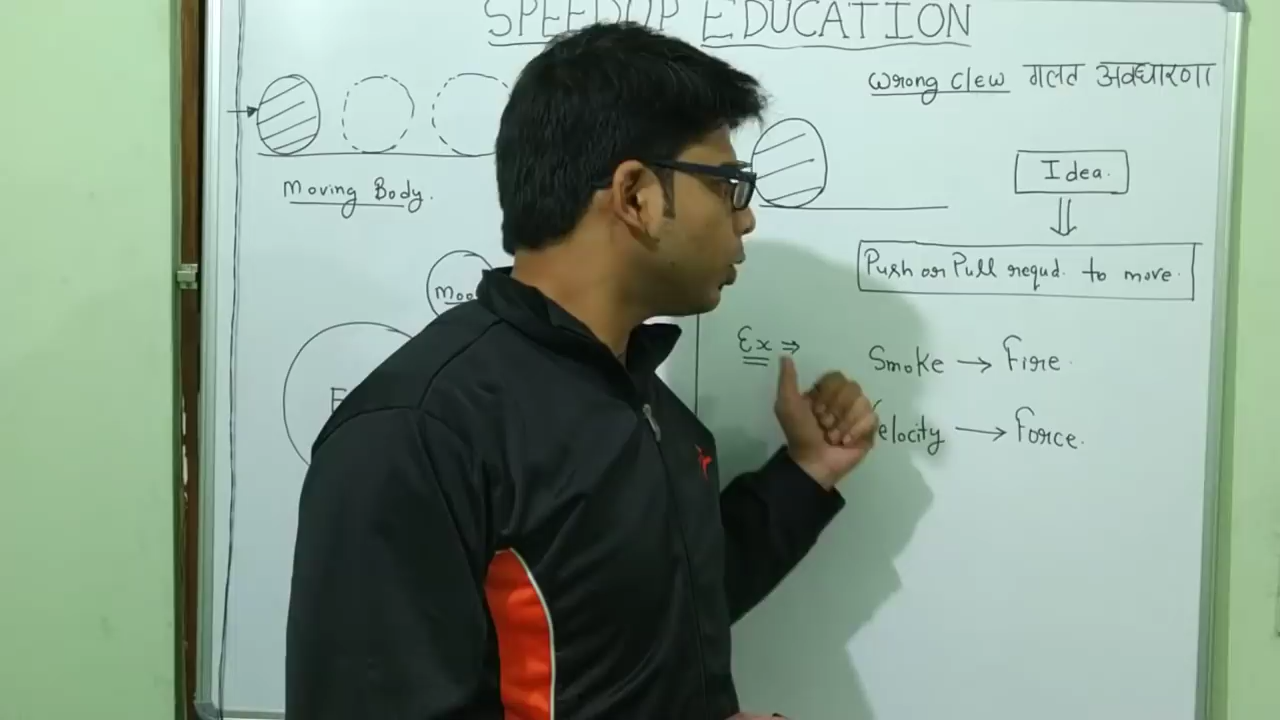 SPEEDUP EDUCATION
wrong clew गलत अवधारणा
Moving Body.
Idea.
Push or Pull requd. to move.
Ex ⇒ Smoke → Fire.
Velocity → Force.